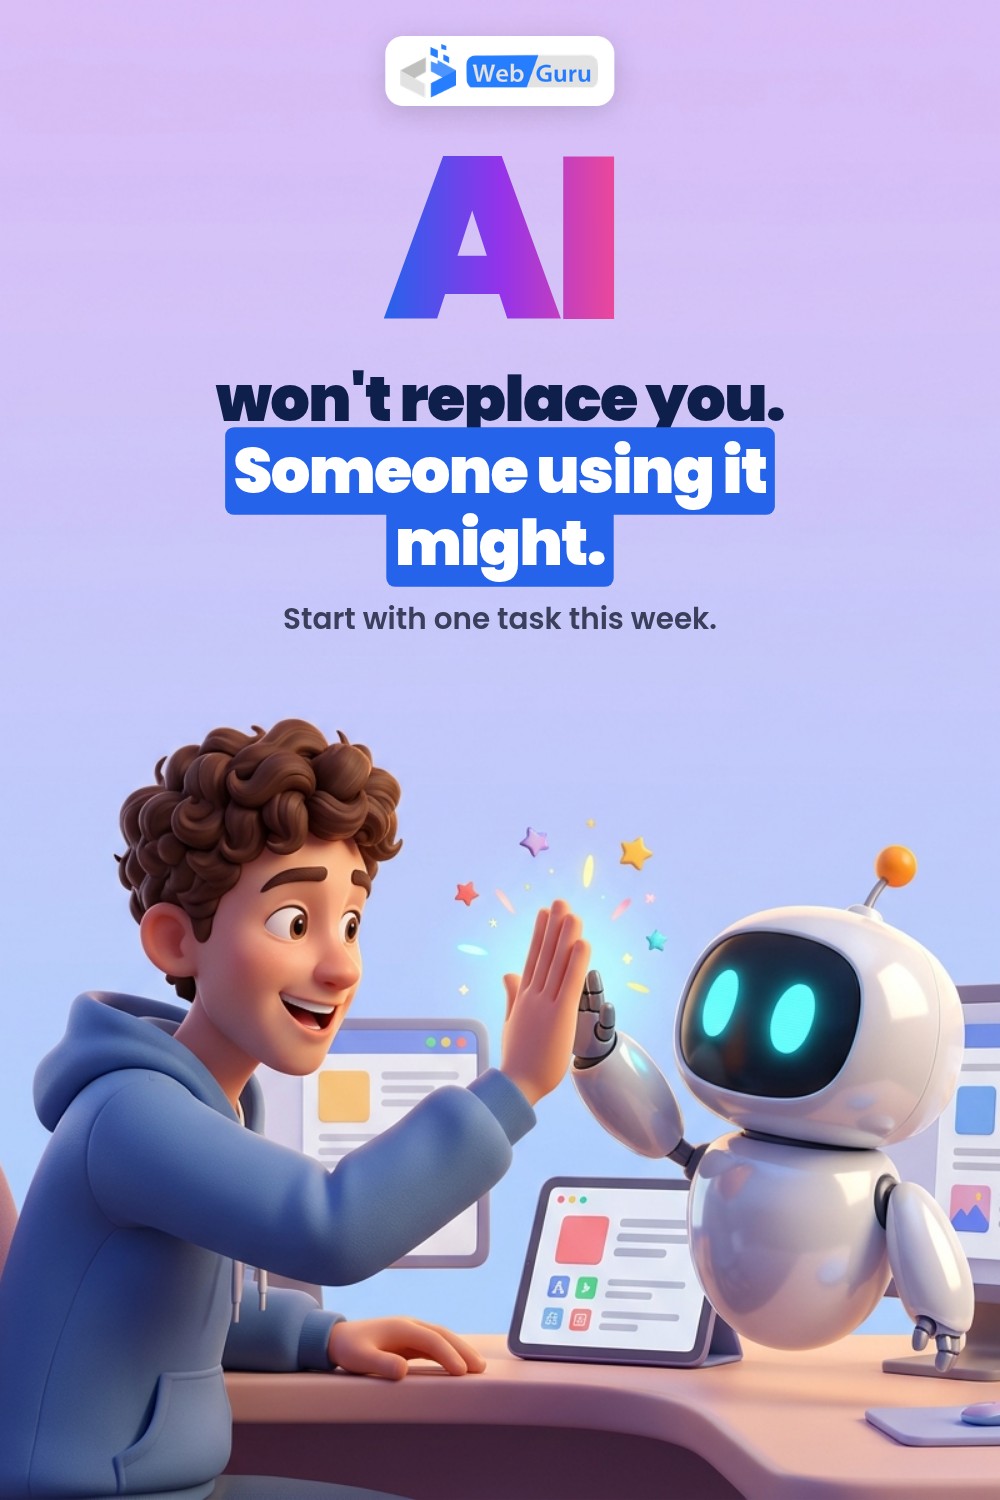 Web Guru
AI
won't replace you.
Someone using it
might.
Start with one task this week.
A